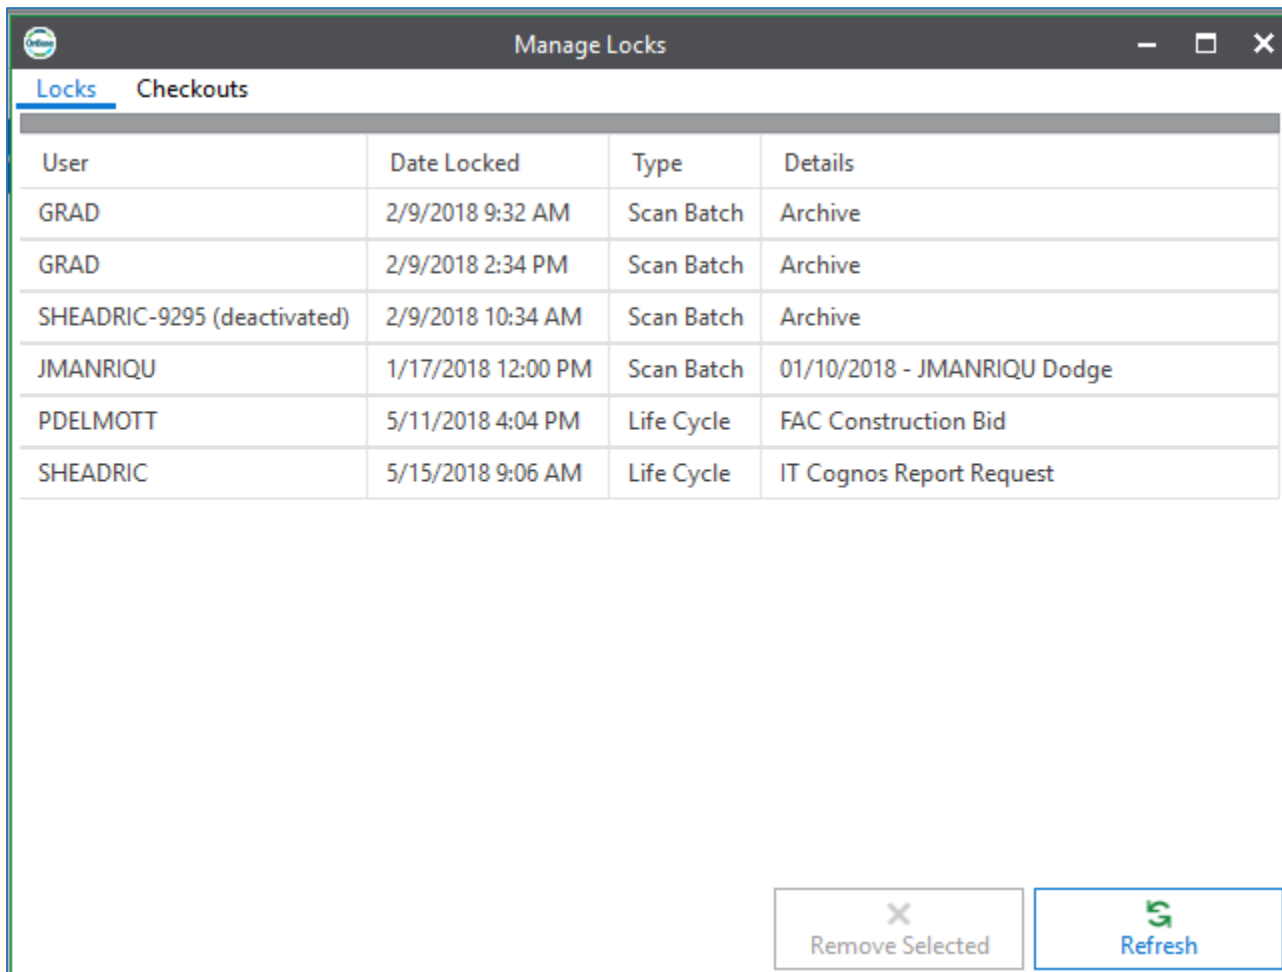 OnBase
Manage Locks
Locks Checkouts
User Date Locked Type Details
GRAD 2/9/2018 9:32 AM Scan Batch Archive
GRAD 2/9/2018 2:34 PM Scan Batch Archive
SHEADRIC-9295 (deactivated) 2/9/2018 10:34 AM Scan Batch Archive
JMANRIQU 1/17/2018 12:00 PM Scan Batch 01/10/2018 - JMANRIQU Dodge
PDELMOTT 5/11/2018 4:04 PM Life Cycle FAC Construction Bid
SHEADRIC 5/15/2018 9:06 AM Life Cycle IT Cognos Report Request
Remove Selected Refresh